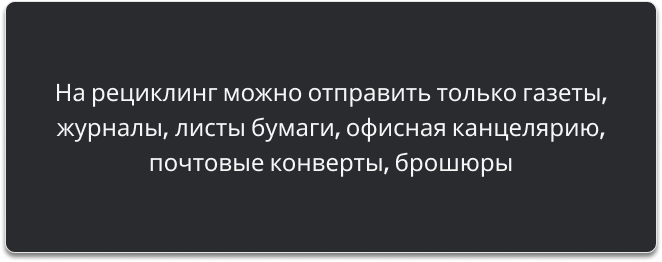 На рециклинг можно отправить только газеты,
журналы, листы бумаги, офисная канцелярию,
почтовые конверты, брошюры